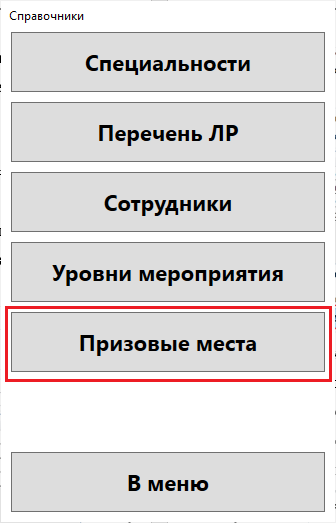 Справочники
Специальности
Перечень ЛР
Сотрудники
Уровни мероприятия
Призовые места
В меню